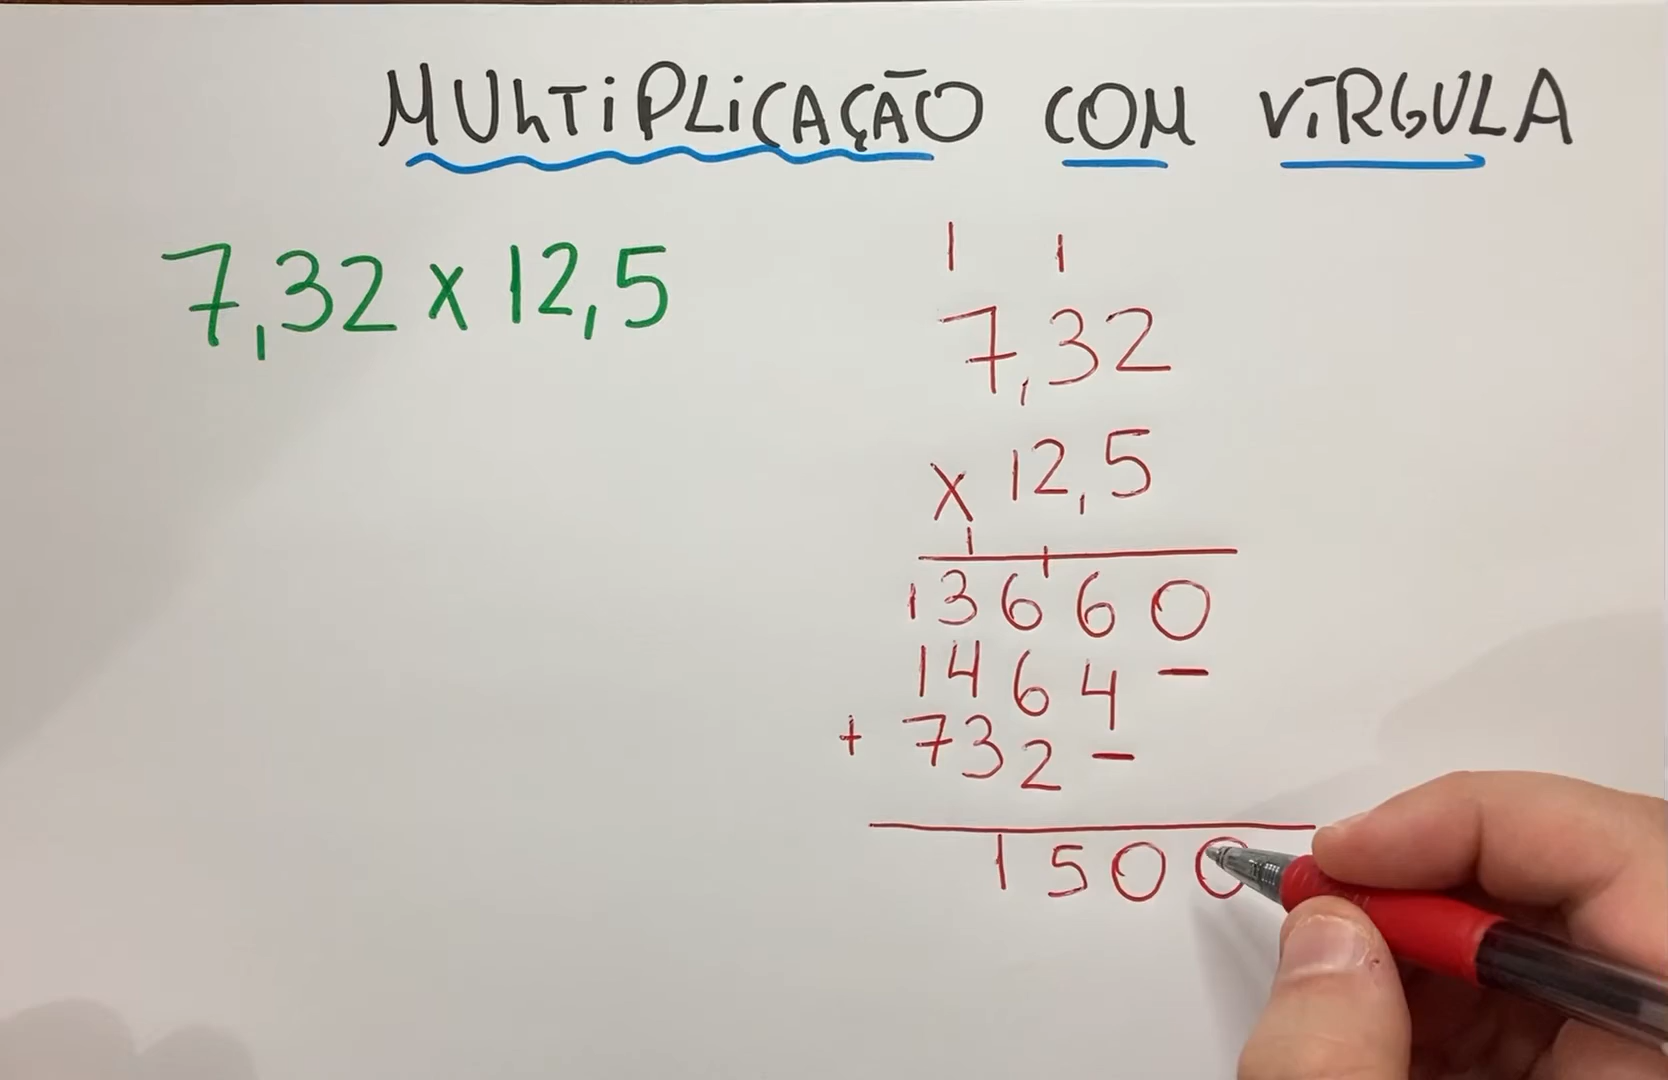 MULTIPLICAÇÃO COM VÍRGULA
7,32 x 12,5
1 1
7,32
x 12,5
1 1
13660
1464 -
+ 732 -
1500